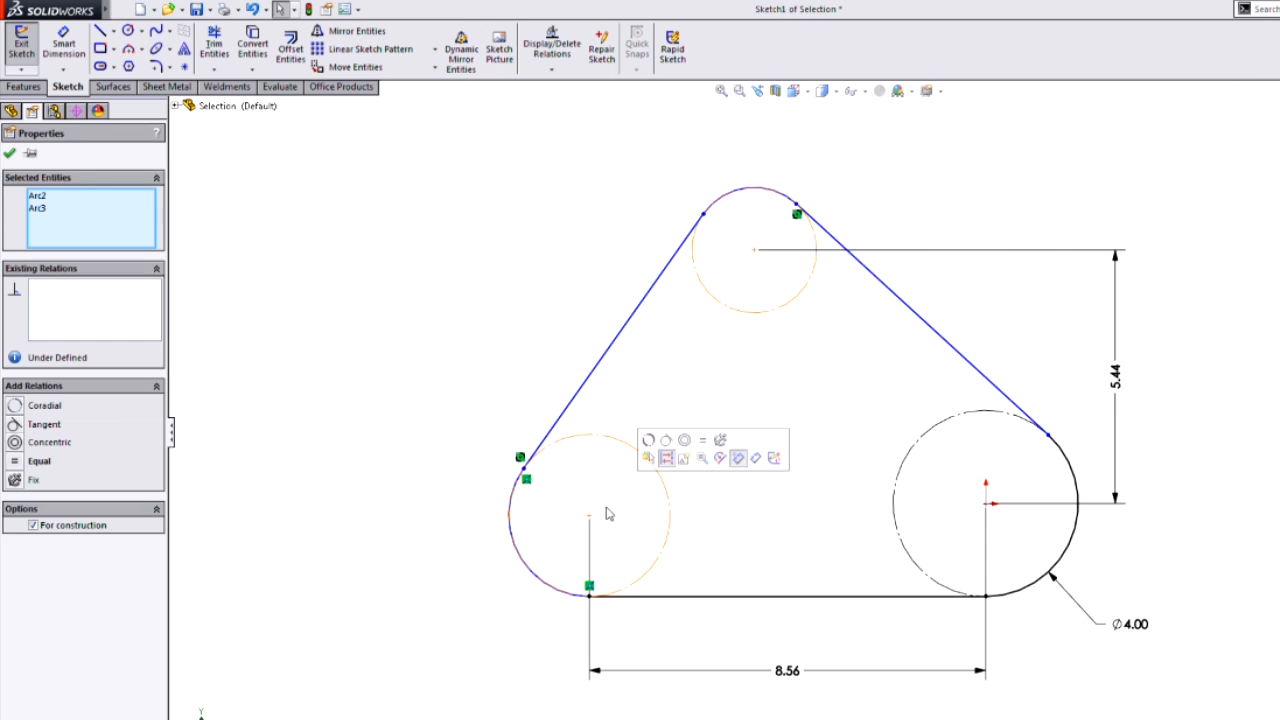 SOLIDWORKS
Sketch1 of Selection *
Search
Exit Sketch
Smart Dimension
Trim Entities
Convert Entities
Offset Entities
Mirror Entities
Linear Sketch Pattern
Move Entities
Dynamic Mirror Entities
Sketch Picture
Display/Delete Relations
Repair Sketch
Quick Snaps
Rapid Sketch
Features
Sketch
Surfaces
Sheet Metal
Weldments
Evaluate
Office Products
Selection (Default)
Properties
?
Selected Entities
Arc2
Arc3
Existing Relations
Under Defined
Add Relations
Coradial
Tangent
Concentric
Equal
Fix
Options
For construction
5.44
Ø4.00
8.56
Y